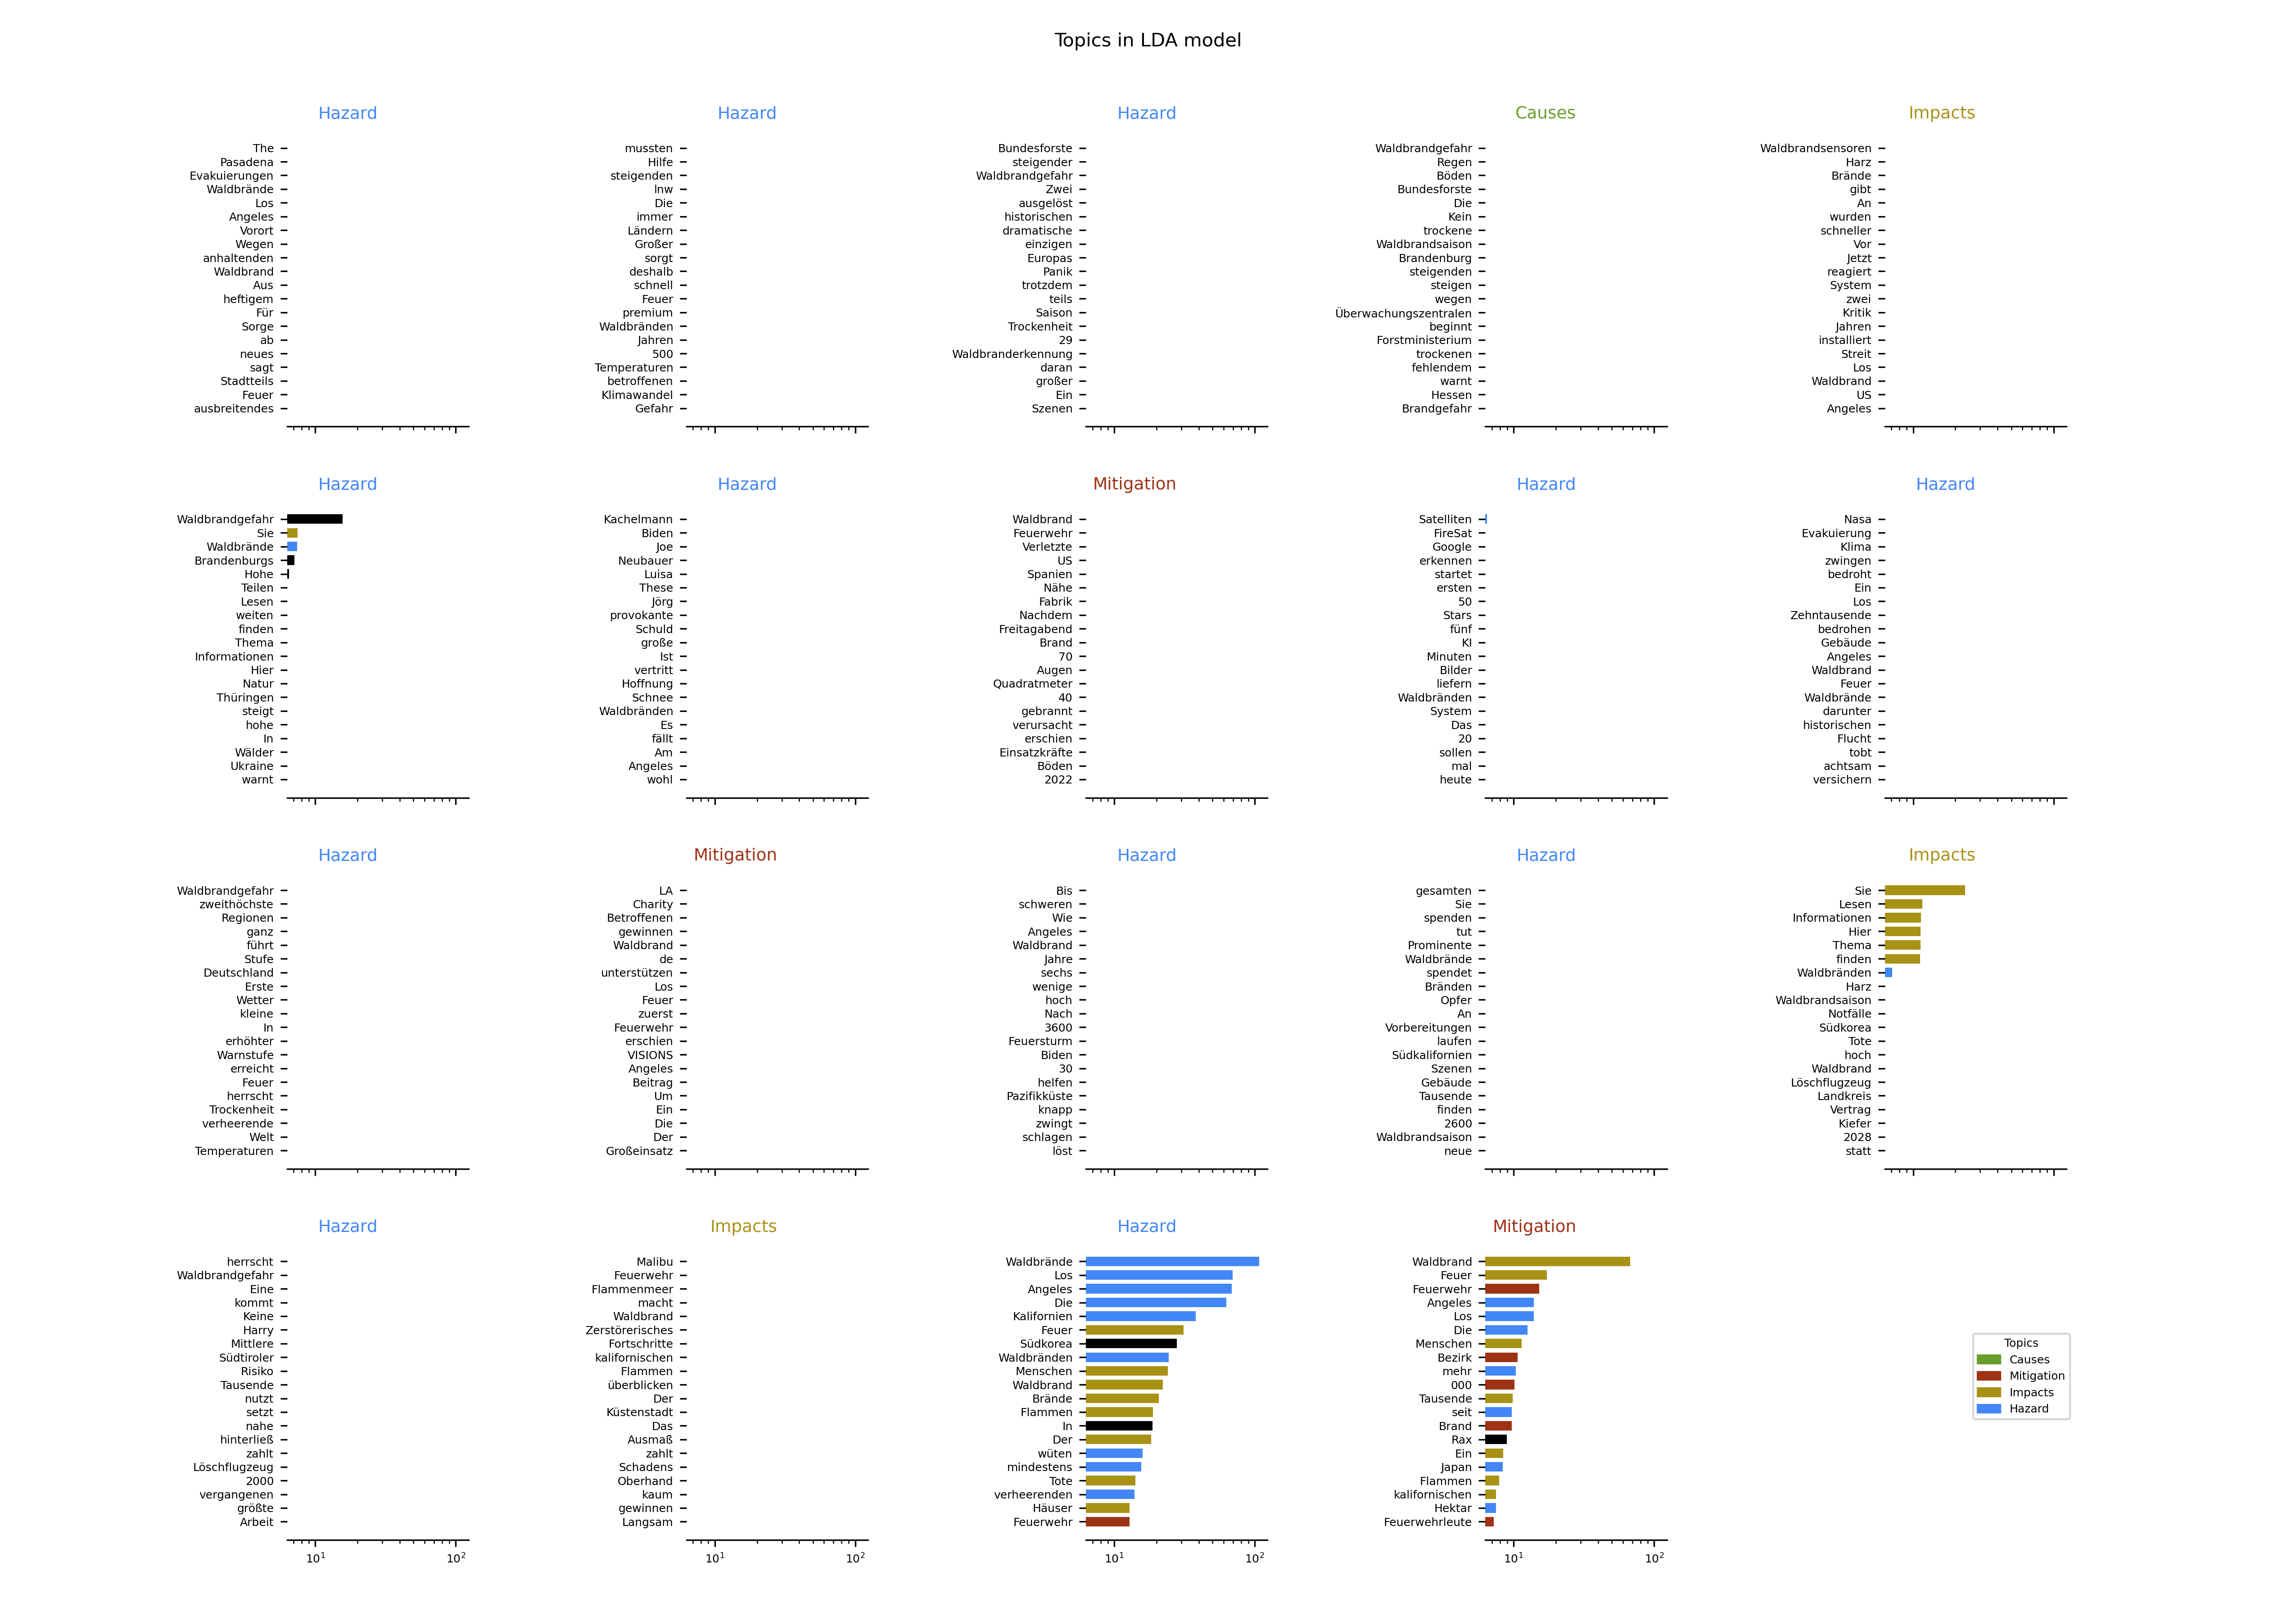 Topics in LDA model
Hazard
The
Pasadena
Evakuierungen
Waldbrände
Los
Angeles
Vorort
Wegen
anhaltenden
Waldbrand
Aus
heftigem
Für
Sorge
ab
neues
sagt
Stadtteils
Feuer
ausbreitendes
Hazard
mussten
Hilfe
steigenden
lnw
Die
immer
Ländern
Großer
sorgt
deshalb
schnell
Feuer
premium
Waldbränden
Jahren
500
Temperaturen
betroffenen
Klimawandel
Gefahr
Hazard
Bundesforste
steigender
Waldbrandgefahr
Zwei
ausgelöst
historischen
dramatische
einzigen
Europas
Panik
trotzdem
teils
Saison
Trockenheit
29
Waldbranderkennung
daran
großer
Ein
Szenen
Causes
Waldbrandgefahr
Regen
Böden
Bundesforste
Die
Kein
trockene
Waldbrandsaison
Brandenburg
steigenden
steigen
wegen
Überwachungszentralen
beginnt
Forstministerium
trockenen
fehlendem
warnt
Hessen
Brandgefahr
Impacts
Waldbrandsensoren
Harz
Brände
gibt
An
wurden
schneller
Vor
Jetzt
reagiert
System
zwei
Kritik
Jahren
installiert
Streit
Los
Waldbrand
US
Angeles
Hazard
Waldbrandgefahr
Sie
Waldbrände
Brandenburgs
Hohe
Teilen
Lesen
weiten
finden
Thema
Informationen
Hier
Natur
Thüringen
steigt
hohe
In
Wälder
Ukraine
warnt
Hazard
Kachelmann
Biden
Joe
Neubauer
Luisa
These
Jörg
provokante
Schuld
große
Ist
vertritt
Hoffnung
Schnee
Waldbränden
Es
fällt
Am
Angeles
wohl
Mitigation
Waldbrand
Feuerwehr
Verletzte
US
Spanien
Nähe
Fabrik
Nachdem
Freitagabend
Brand
70
Augen
Quadratmeter
40
gebrannt
verursacht
erschien
Einsatzkräfte
Böden
2022
Hazard
Satelliten
FireSat
Google
erkennen
startet
ersten
50
Stars
fünf
KI
Minuten
Bilder
liefern
Waldbränden
System
Das
20
sollen
mal
heute
Hazard
Nasa
Evakuierung
Klima
zwingen
bedroht
Ein
Los
Zehntausende
bedrohen
Gebäude
Angeles
Waldbrand
Feuer
Waldbrände
darunter
historischen
Flucht
tobt
achtsam
versichern
Hazard
Waldbrandgefahr
zweithöchste
Regionen
ganz
führt
Stufe
Deutschland
Erste
Wetter
kleine
In
erhöhter
Warnstufe
erreicht
Feuer
herrscht
Trockenheit
verheerende
Welt
Temperaturen
Mitigation
LA
Charity
Betroffenen
gewinnen
Waldbrand
de
unterstützen
Los
Feuer
zuerst
Feuerwehr
erschien
VISIONS
Angeles
Beitrag
Um
Ein
Die
Der
Großeinsatz
Hazard
Bis
schweren
Wie
Angeles
Waldbrand
Jahre
sechs
wenige
hoch
Nach
3600
Feuersturm
Biden
30
helfen
Pazifikküste
knapp
zwingt
schlagen
löst
Hazard
gesamten
Sie
spenden
tut
Prominente
Waldbrände
spendet
Bränden
Opfer
An
Vorbereitungen
laufen
Südkalifornien
Szenen
Gebäude
Tausende
finden
2600
Waldbrandsaison
neue
Impacts
Sie
Lesen
Informationen
Hier
Thema
finden
Waldbränden
Harz
Waldbrandsaison
Notfälle
Südkorea
Tote
hoch
Waldbrand
Löschflugzeug
Landkreis
Vertrag
Kiefer
2028
statt
Hazard
herrscht
Waldbrandgefahr
Eine
kommt
Keine
Harry
Mittlere
Südtiroler
Risiko
Tausende
nutzt
setzt
nahe
hinterließ
zahlt
Löschflugzeug
2000
vergangenen
größte
Arbeit
10¹ 10²
Impacts
Malibu
Feuerwehr
Flammenmeer
macht
Waldbrand
Zerstörerisches
Fortschritte
kalifornischen
Flammen
überblicken
Der
Küstenstadt
Das
Ausmaß
zahlt
Schadens
Oberhand
kaum
gewinnen
Langsam
10¹ 10²
Hazard
Waldbrände
Los
Angeles
Die
Kalifornien
Feuer
Südkorea
Waldbränden
Menschen
Waldbrand
Brände
Flammen
In
Der
wüten
mindestens
Tote
verheerenden
Häuser
Feuerwehr
10¹ 10²
Mitigation
Waldbrand
Feuer
Feuerwehr
Angeles
Los
Die
Menschen
Bezirk
mehr
000
Tausende
seit
Brand
Rax
Ein
Japan
Flammen
kalifornischen
Hektar
Feuerwehrleute
10¹ 10²
Topics
Causes
Mitigation
Impacts
Hazard